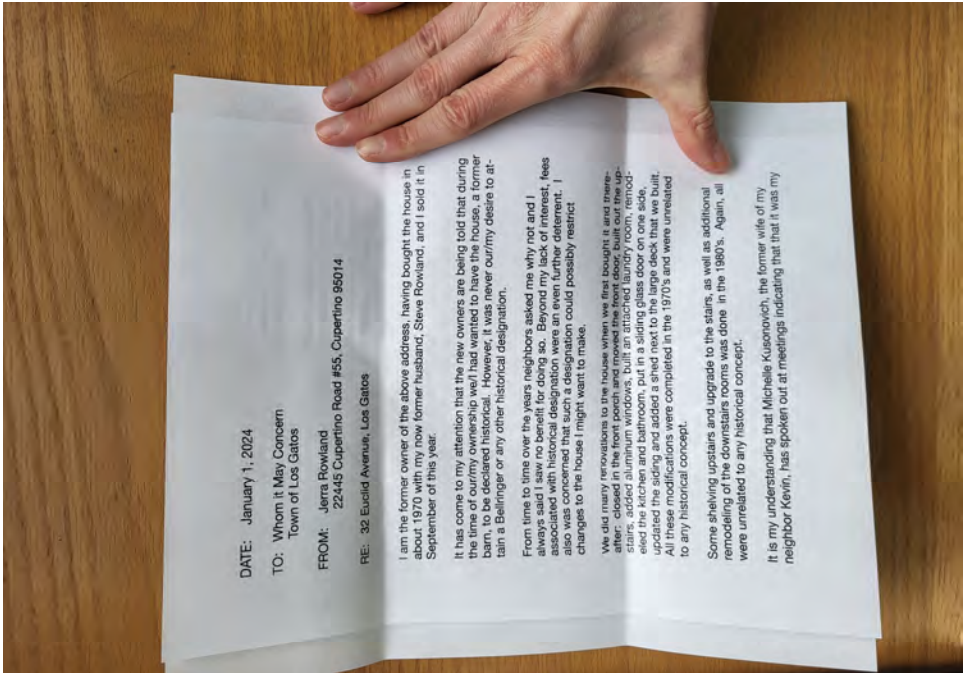 DATE: January 1, 2024
TO: Whom it May Concern
Town of Los Gatos
FROM: Jerra Rowland
22445 Cupertino Road #55, Cupertino 95014
RE: 32 Euclid Avenue, Los Gatos
I am the former owner of the above address, having bought the house in
about 1970 with my now former husband, Steve Rowland, and I sold it in
September of this year.
It has come to my attention that the new owners are being told that during
the time of our/my ownership we/I had wanted to have the house, a former
barn, to be declared historical. However, it was never our/my desire to at-
tain a Bellringer or any other historical designation.
From time to time over the years neighbors asked me why not and I
always said I saw no benefit for doing so. Beyond my lack of interest, fees
associated with historical designation were an even further deterrent. I
also was concerned that such a designation could possibly restrict
changes to the house I might want to make.
We did many renovations to the house when we first bought it and there-
after: closed in the front porch and moved the front door, built out the up-
stairs, added aluminum windows, built an attached laundry room, remod-
eled the kitchen and bathroom, put in a sliding glass door on one side,
updated the siding and added a shed next to the large deck that we built.
All these modifications were completed in the 1970's and were unrelated
to any historical concept.
Some shelving upstairs and upgrade to the stairs, as well as additional
remodeling of the downstairs rooms was done in the 1980's. Again, all
were unrelated to any historical concept.
It is my understanding that Michelle Kusonovich, the former wife of my
neighbor Kevin, has spoken out at meetings indicating that that it was my